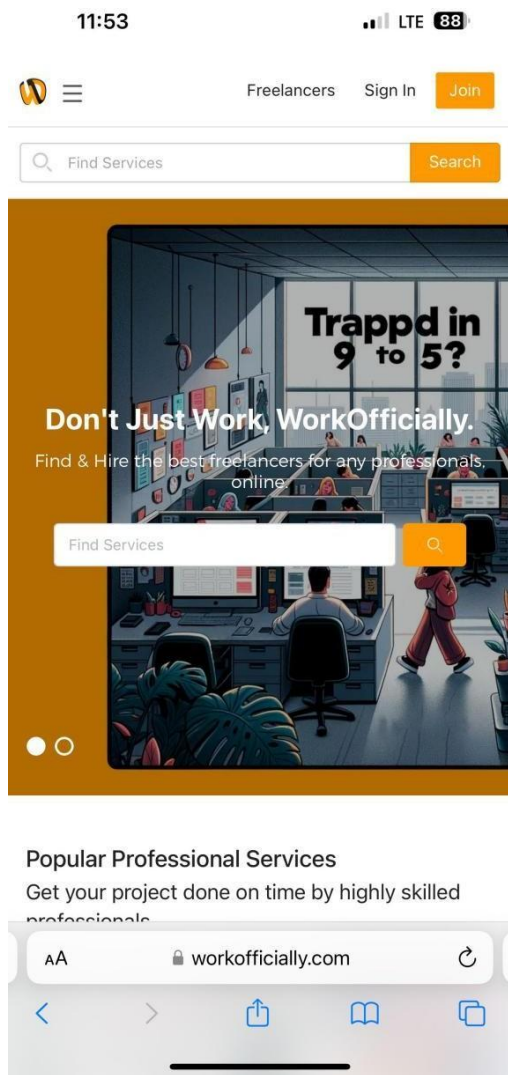 11:53 LTE 88
Freelancers Sign In Join
Find Services Search
Trappd in
9 to 5?
Don't Just Work, WorkOfficially.
Find & Hire the best freelancers for any professionals.
online.
Find Services
Popular Professional Services
Get your project done on time by highly skilled
professionals
AA workofficially.com